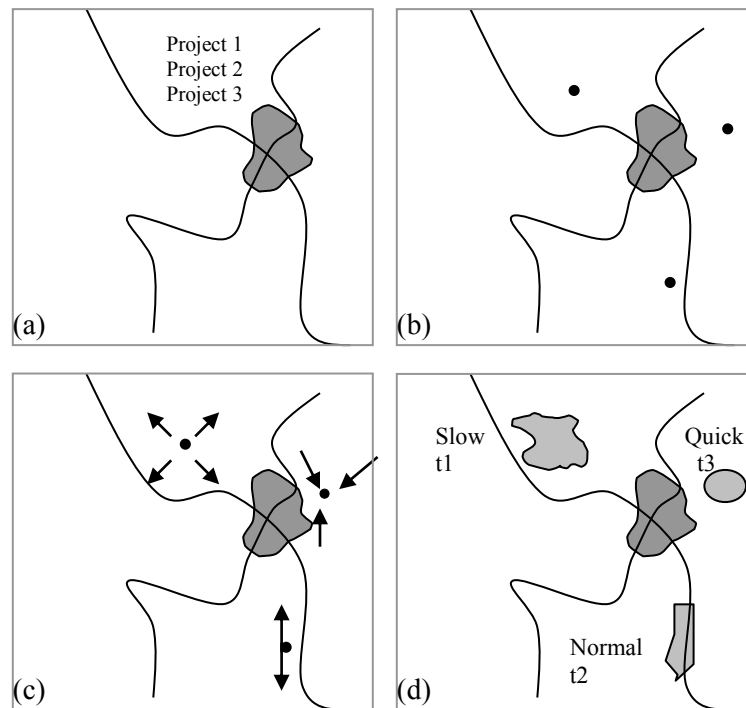 Project 1
Project 2
Project 3
(a)
(b)
Slow
t1
Quick
t3
Normal
t2
(c)
(d)